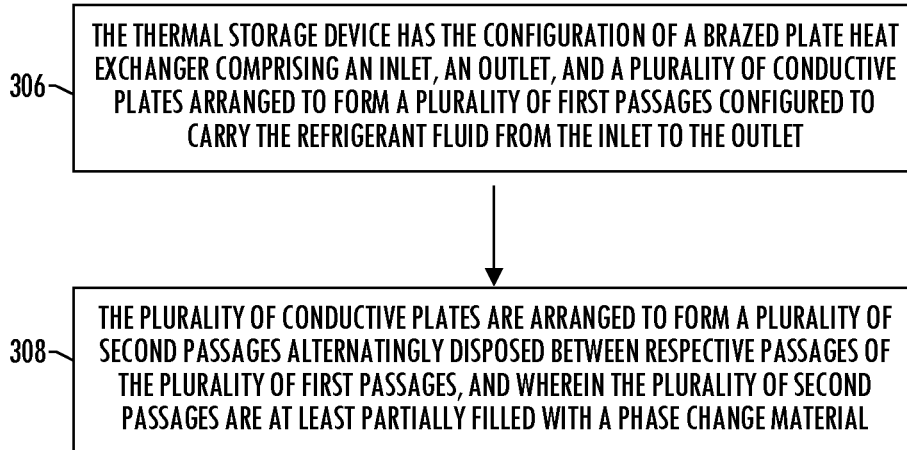 THE THERMAL STORAGE DEVICE HAS THE CONFIGURATION OF A BRAZED PLATE HEAT
EXCHANGER COMPRISING AN INLET, AN OUTLET, AND A PLURALITY OF CONDUCTIVE
306
PLATES ARRANGED TO FORM A PLURALITY OF FIRST PASSAGES CONFIGURED TO
CARRY THE REFRIGERANT FLUID FROM THE INLET TO THE OUTLET
THE PLURALITY OF CONDUCTIVE PLATES ARE ARRANGED TO FORM A PLURALITY OF
308
SECOND PASSAGES ALTERNATINGLY DISPOSED BETWEEN RESPECTIVE PASSAGES OF
THE PLURALITY OF FIRST PASSAGES, AND WHEREIN THE PLURALITY OF SECOND
PASSAGES ARE AT LEAST PARTIALLY FILLED WITH A PHASE CHANGE MATERIAL